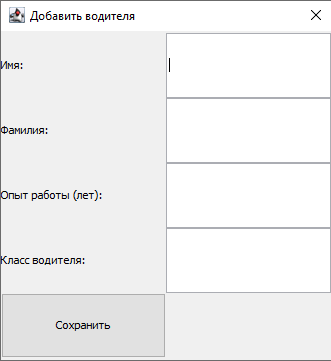 Добавить водителя
Имя:
Фамилия:
Опыт работы (лет):
Класс водителя:
Сохранить